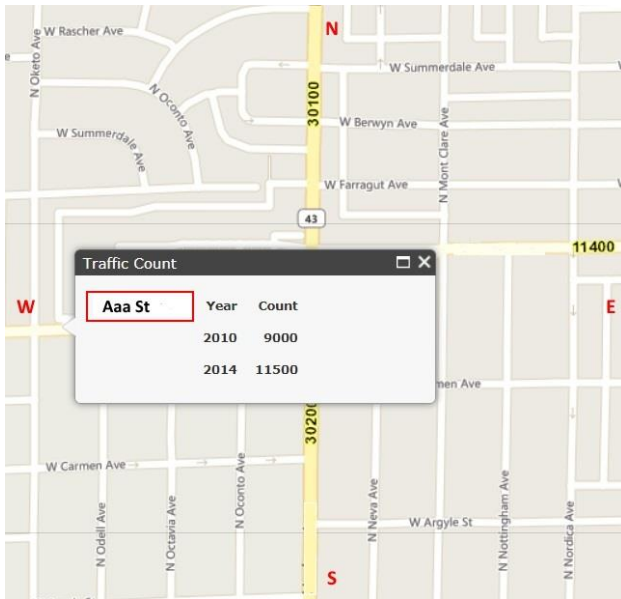 N
W Rascher Ave
N Oketo Ave
W Summerdale Ave
N Oconto Ave
30100
W Berwyn Ave
W Summerdale Ave
N Mont Clare Ave
W Farragut Ave
43
11400
Traffic Count
W
Aaa St Year Count
E
2010 9000
2014 11500
men Ave
30200
W Carmen Ave
N Odell Ave
N Octavia Ave
N Oconto Ave
N Neva Ave
W Argyle St
N Nottingham Ave
N Nordica Ave
S